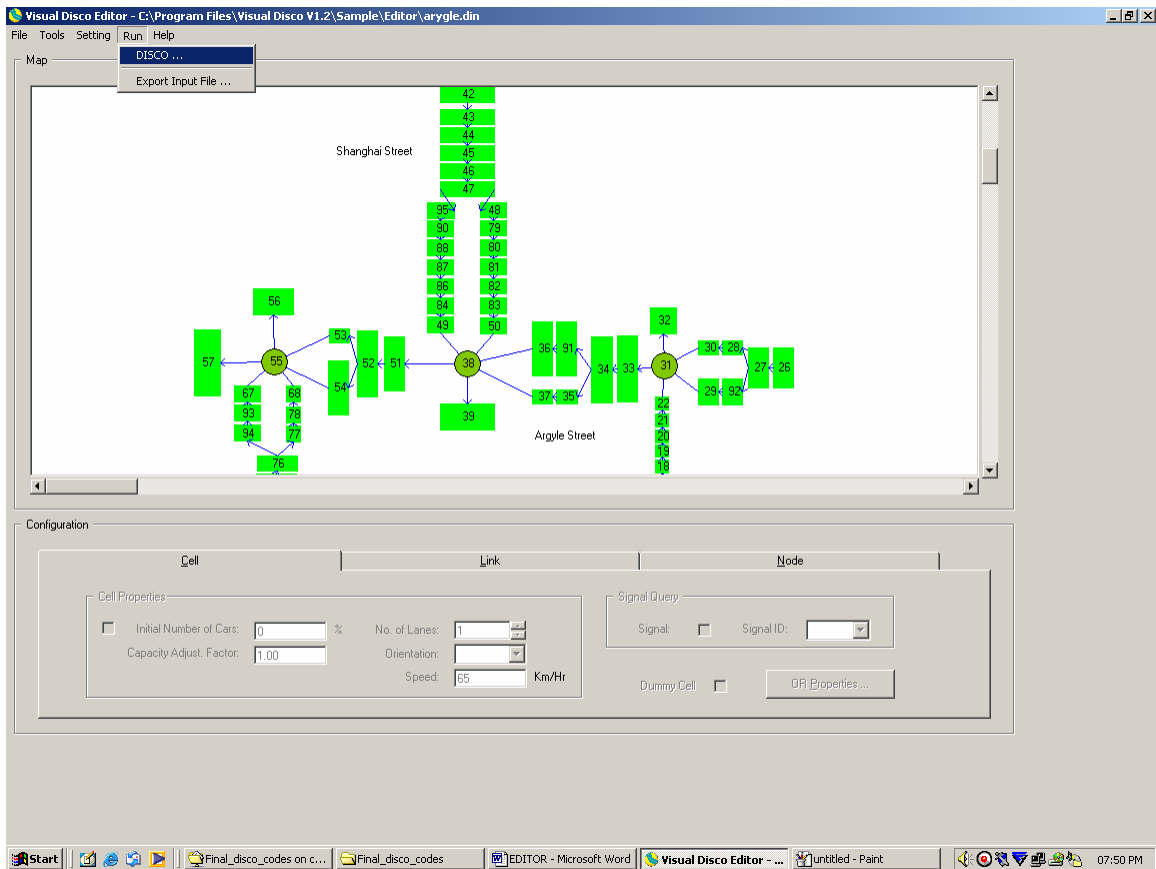 Visual Disco Editor - C:\Program Files\Visual Disco V1.2\Sample\Editor\arygle.din
File Tools Setting Run Help
DISCO ...
Export Input File ...
Map
42
43
44
Shanghai Street
45
46
47
95 48
90 79
88 80
87 81
86 82
84 83
49 50
56
32
57 55 53 52 51 38 36 91 34 33 31 30 28 27 26
54 37 35 29 92
67 68
93 78
94 77
76
39
Argyle Street
22
21
20
19
18
Configuration
Cell Link Node
Cell Properties
Initial Number of Cars: 0 % No. of Lanes: 1
Capacity Adjust. Factor: 1.00 Orientation:
Speed: 65 Km/Hr
Signal Query
Signal: Signal ID:
Dummy Cell OR Properties ...
Start Final_disco_codes on c... Final_disco_codes EDITOR - Microsoft Word Visual Disco Editor - ... untitled - Paint 07:50 PM